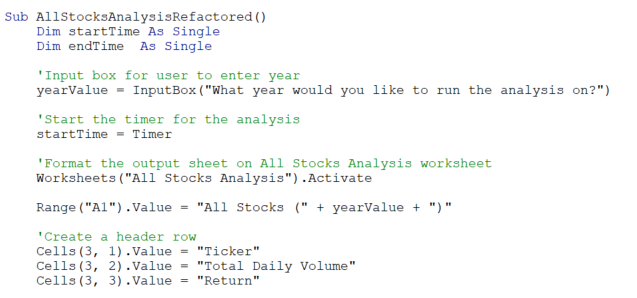 Sub AllStocksAnalysisRefactored()
    Dim startTime As Single
    Dim endTime  As Single

    'Input box for user to enter year
    yearValue = InputBox("What year would you like to run the analysis on?")

    'Start the timer for the analysis
    startTime = Timer

    'Format the output sheet on All Stocks Analysis worksheet
    Worksheets("All Stocks Analysis").Activate

    Range("A1").Value = "All Stocks (" + yearValue + ")"

    'Create a header row
    Cells(3, 1).Value = "Ticker"
    Cells(3, 2).Value = "Total Daily Volume"
    Cells(3, 3).Value = "Return"